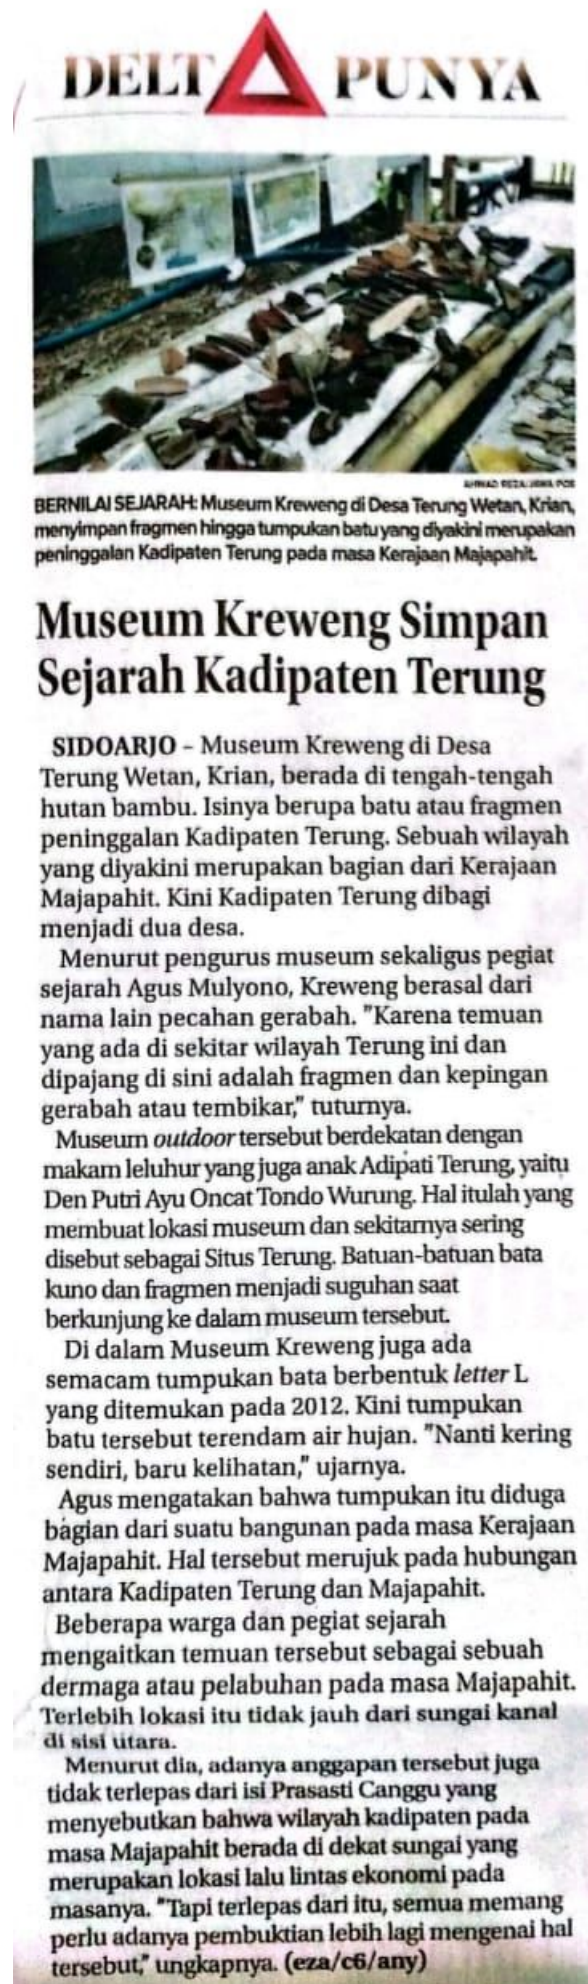 DELTA PUNYA
AHMAD REZA/JAWA POS
BERNILAI SEJARAH: Museum Kreweng di Desa Terung Wetan, Krian,
menyimpan fragmen hingga tumpukan batu yang diyakini merupakan
peninggalan Kadipaten Terung pada masa Kerajaan Majapahit.
Museum Kreweng Simpan
Sejarah Kadipaten Terung
SIDOARJO – Museum Kreweng di Desa
Terung Wetan, Krian, berada di tengah-tengah
hutan bambu. Isinya berupa batu atau fragmen
peninggalan Kadipaten Terung. Sebuah wilayah
yang diyakini merupakan bagian dari Kerajaan
Majapahit. Kini Kadipaten Terung dibagi
menjadi dua desa.
Menurut pengurus museum sekaligus pegiat
sejarah Agus Mulyono, Kreweng berasal dari
nama lain pecahan gerabah. "Karena temuan
yang ada di sekitar wilayah Terung ini dan
dipajang di sini adalah fragmen dan kepingan
gerabah atau tembikar," tuturnya.
Museum outdoor tersebut berdekatan dengan
makam leluhur yang juga anak Adipati Terung, yaitu
Den Putri Ayu Oncat Tondo Wurung. Hal itulah yang
membuat lokasi museum dan sekitarnya sering
disebut sebagai Situs Terung. Batuan-batuan bata
kuno dan fragmen menjadi suguhan saat
berkunjung ke dalam museum tersebut.
Di dalam Museum Kreweng juga ada
semacam tumpukan bata berbentuk letter L
yang ditemukan pada 2012. Kini tumpukan
batu tersebut terendam air hujan. "Nanti kering
sendiri, baru kelihatan," ujarnya.
Agus mengatakan bahwa tumpukan itu diduga
bagian dari suatu bangunan pada masa Kerajaan
Majapahit. Hal tersebut merujuk pada hubungan
antara Kadipaten Terung dan Majapahit.
Beberapa warga dan pegiat sejarah
mengaitkan temuan tersebut sebagai sebuah
dermaga atau pelabuhan pada masa Majapahit.
Terlebih lokasi itu tidak jauh dari sungai kanal
di sisi utara.
Menurut dia, adanya anggapan tersebut juga
tidak terlepas dari isi Prasasti Canggu yang
menyebutkan bahwa wilayah kadipaten pada
masa Majapahit berada di dekat sungai yang
merupakan lokasi lalu lintas ekonomi pada
masanya. "Tapi terlepas dari itu, semua memang
perlu adanya pembuktian lebih lagi mengenai hal
tersebut," ungkapnya. (eza/c6/any)